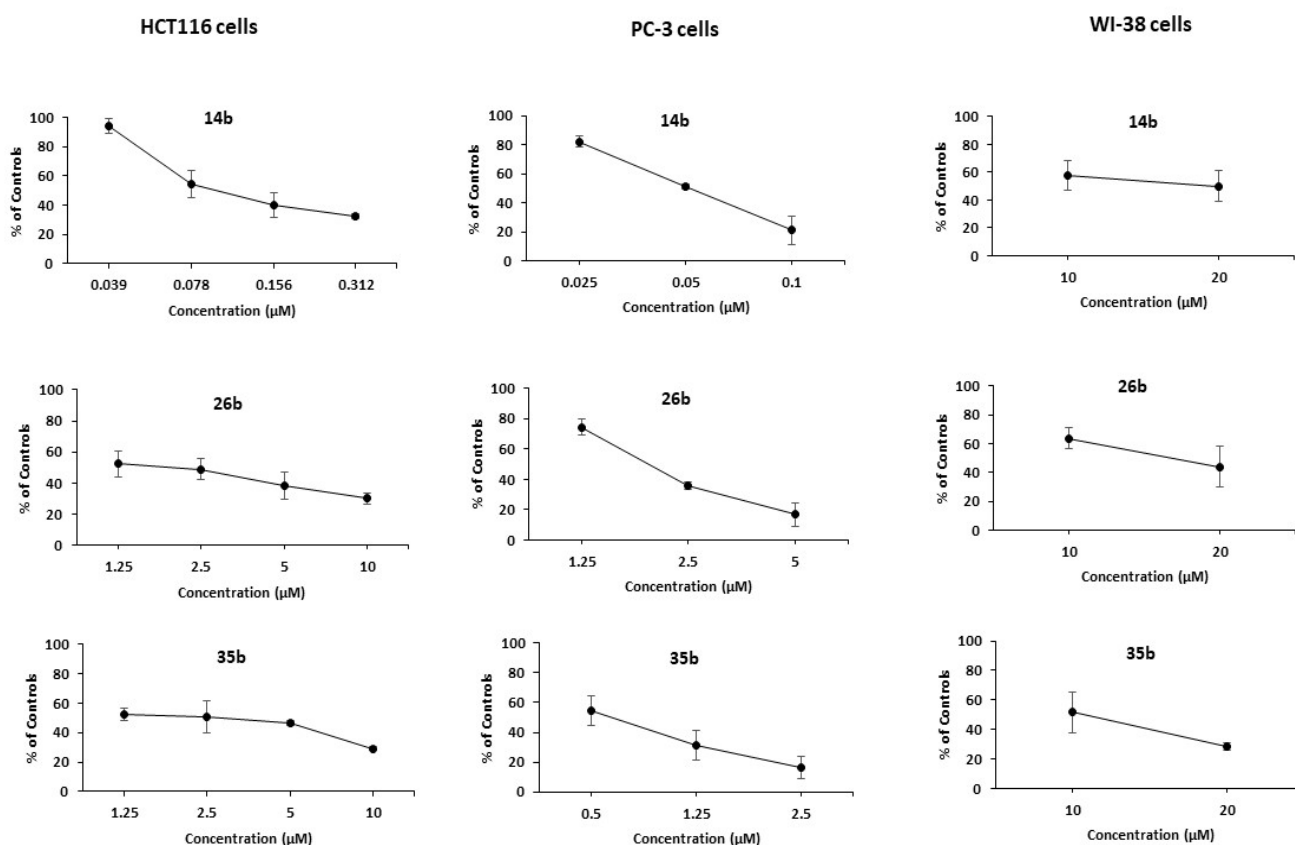 HCT116 cells
PC-3 cells
WI-38 cells
14b
% of Controls
100
80
60
40
20
0
0.039 0.078 0.156 0.312
Concentration (µM)
14b
% of Controls
100
80
60
40
20
0
0.025 0.05 0.1
Concentration (µM)
14b
% of Controls
100
80
60
40
20
0
10 20
Concentration (µM)
26b
% of Controls
100
80
60
40
20
0
1.25 2.5 5 10
Concentration (µM)
26b
% of Controls
100
80
60
40
20
0
1.25 2.5 5
Concentration (µM)
26b
% of Controls
100
80
60
40
20
0
10 20
Concentration (µM)
35b
% of Controls
100
80
60
40
20
0
1.25 2.5 5 10
Concentration (µM)
35b
% of Controls
100
80
60
40
20
0
0.5 1.25 2.5
Concentration (µM)
35b
% of Controls
100
80
60
40
20
0
10 20
Concentration (µM)